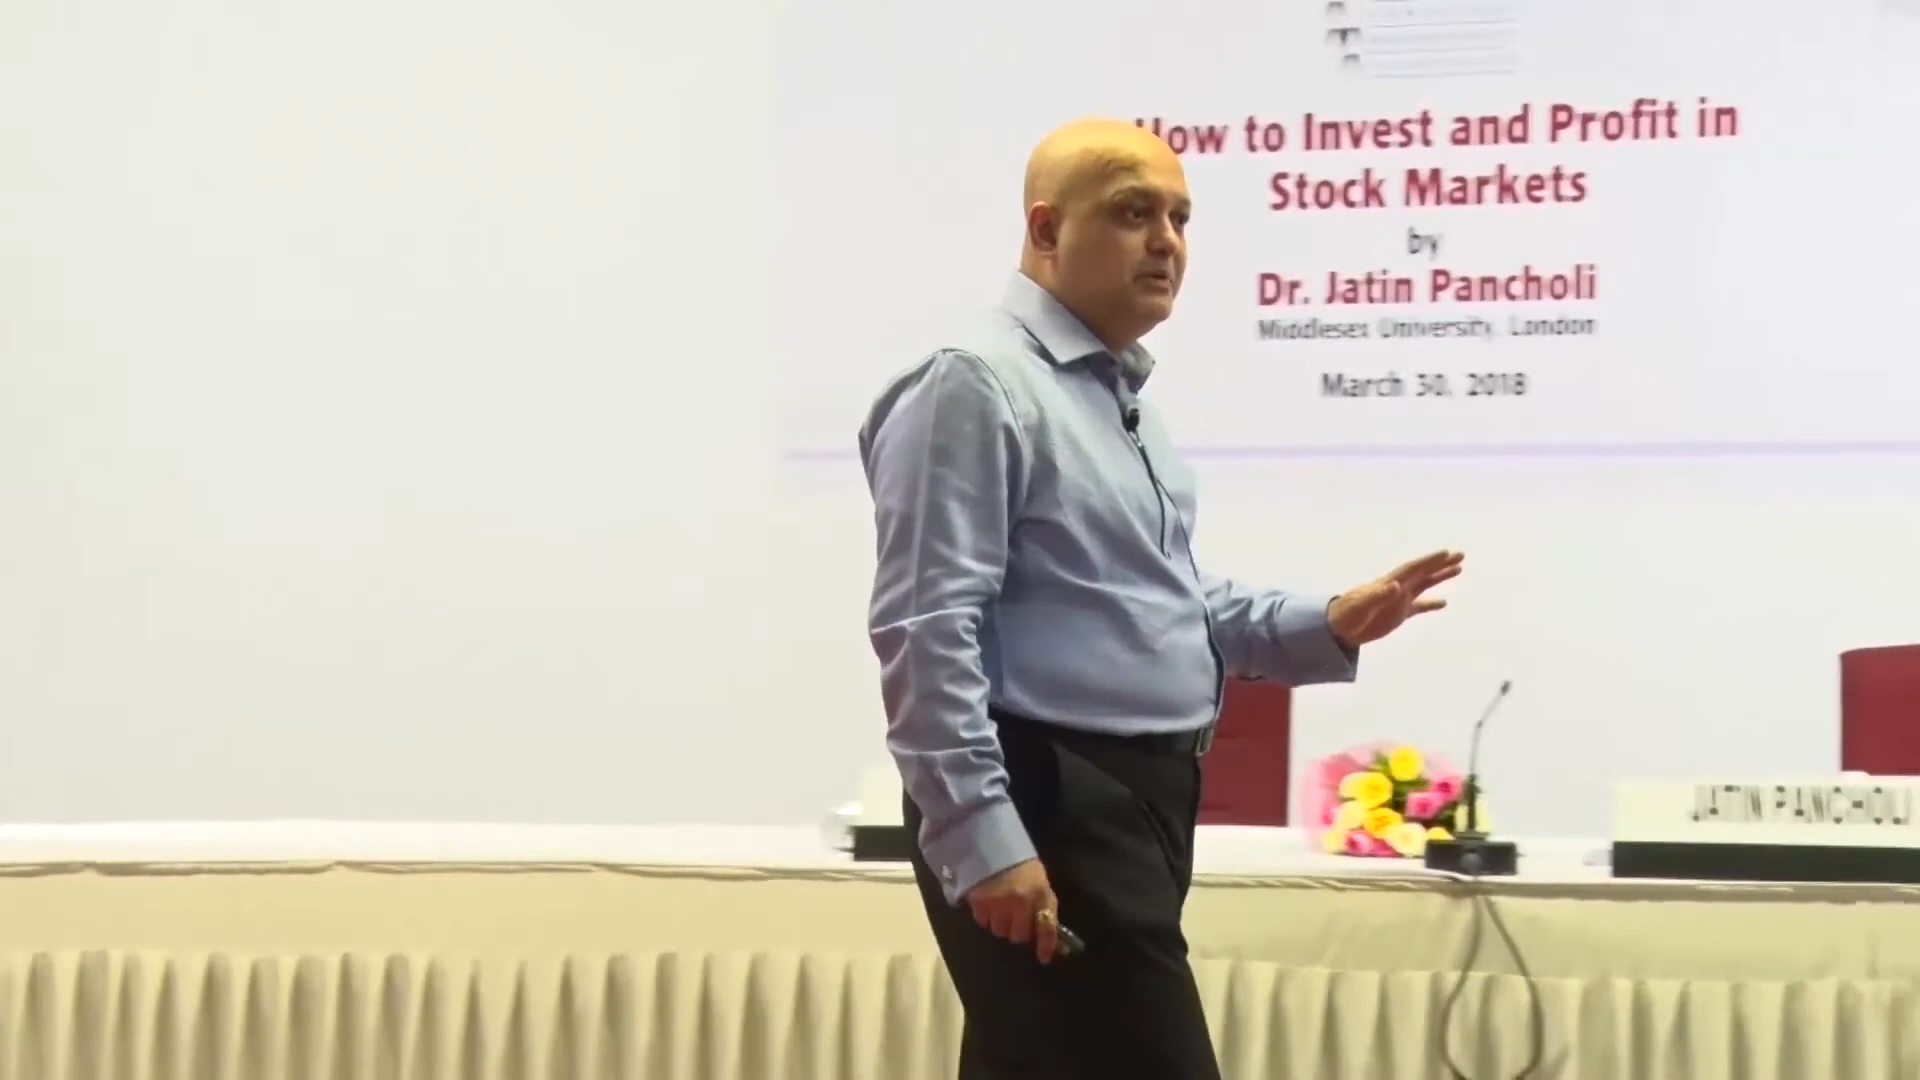 How to Invest and Profit in
Stock Markets
by
Dr. Jatin Pancholi
Middlesex University, London
March 30, 2018
JATIN PANCHOLI